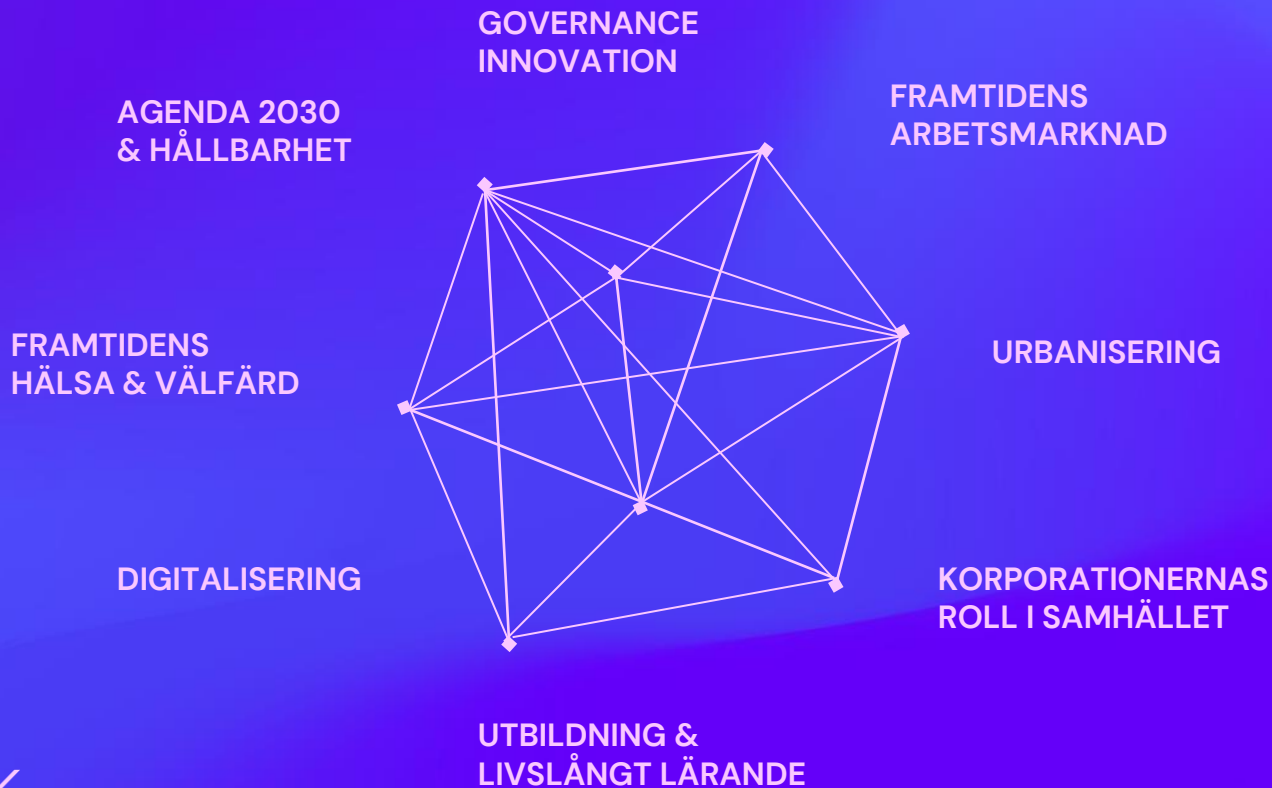 GOVERNANCE
INNOVATION
AGENDA 2030
& HÅLLBARHET
FRAMTIDENS
ARBETSMARKNAD
FRAMTIDENS
HÄLSA & VÄLFÄRD
URBANISERING
DIGITALISERING
KORPORATIONERNAS
ROLL I SAMHÄLLET
UTBILDNING &
LIVSLÅNGT LÄRANDE